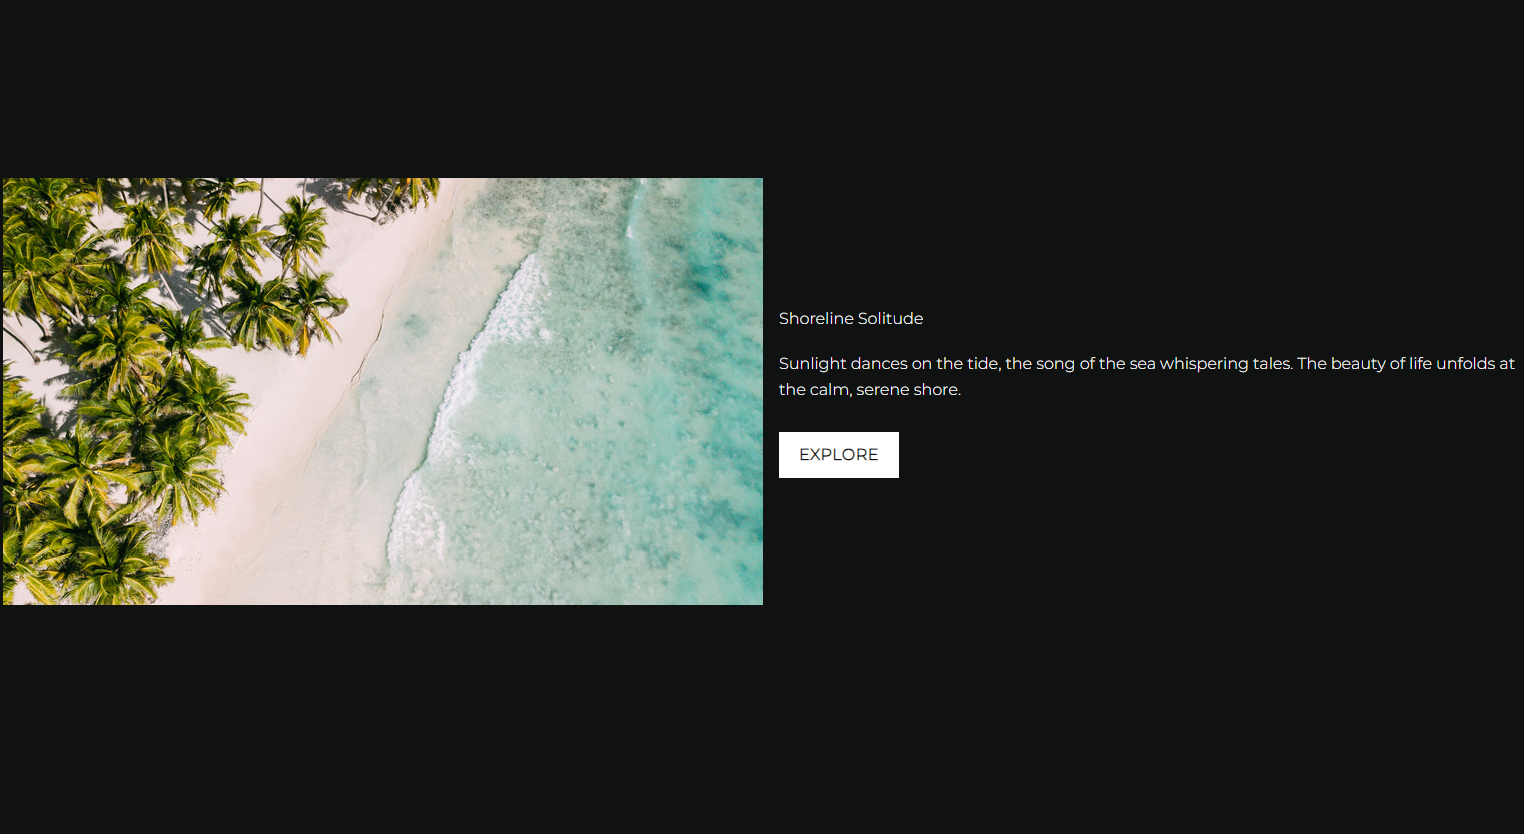 Shoreline Solitude
Sunlight dances on the tide, the song of the sea whispering tales. The beauty of life unfolds at
the calm, serene shore.
EXPLORE